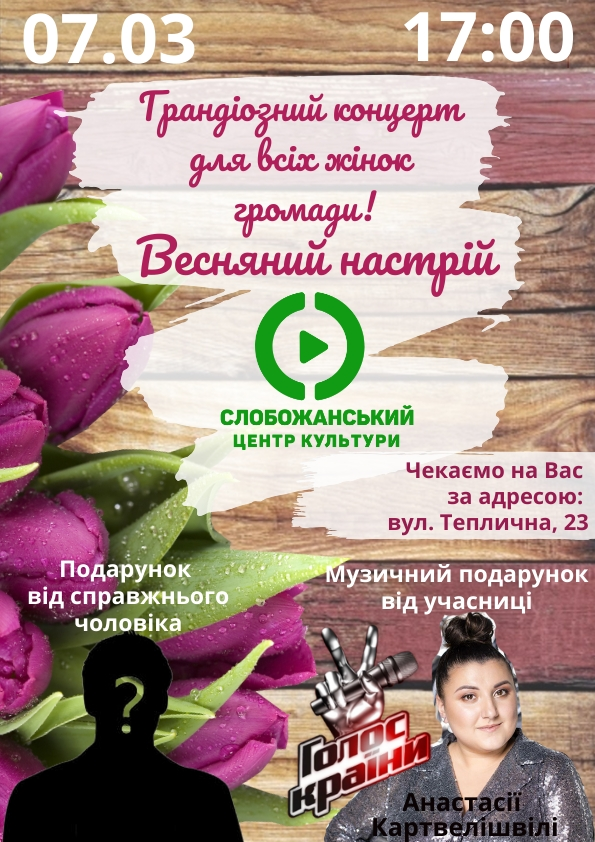 07.03
17:00
Грандіозний концерт
для всіх жінок
громади!
Весняний настрій
СЛОБОЖАНСЬКИЙ
ЦЕНТР КУЛЬТУРИ
Чекаємо на Вас
за адресою:
вул. Теплична, 23
Подарунок
від справжнього
чоловіка
?
Музичний подарунок
від учасниці
Голос
країни
Анастасії
Картвелішвілі